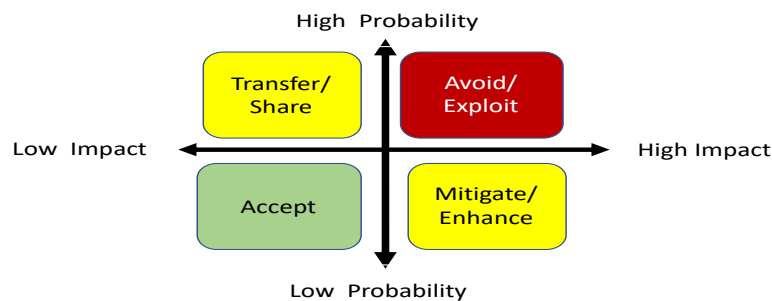 High Probability
Transfer/
Share
Avoid/
Exploit
Low Impact
High Impact
Accept
Mitigate/
Enhance
Low Probability